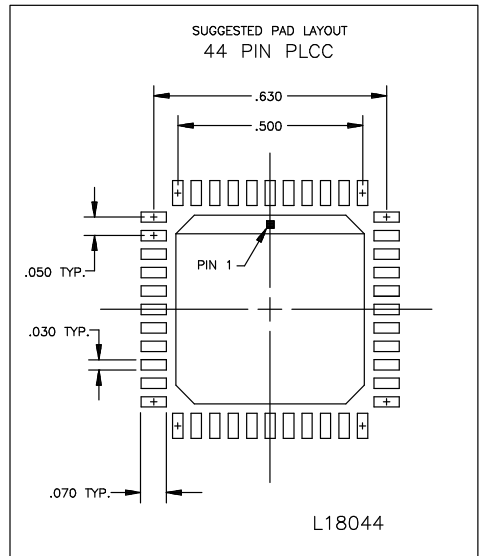 SUGGESTED PAD LAYOUT
44 PIN PLCC
.630
.500
PIN 1
.050 TYP.
.030 TYP.
.070 TYP.
L18044